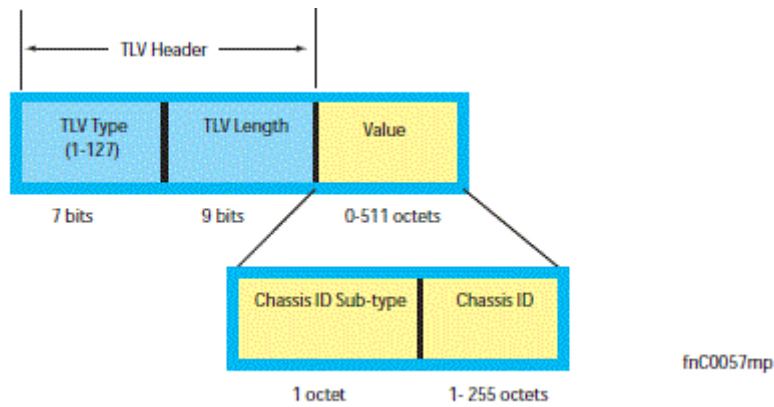 TLV Header
TLV Type
(1-127)
TLV Length
Value
7 bits
9 bits
0-511 octets
Chassis ID Sub-type
Chassis ID
fnC0057mp
1 octet
1- 255 octets